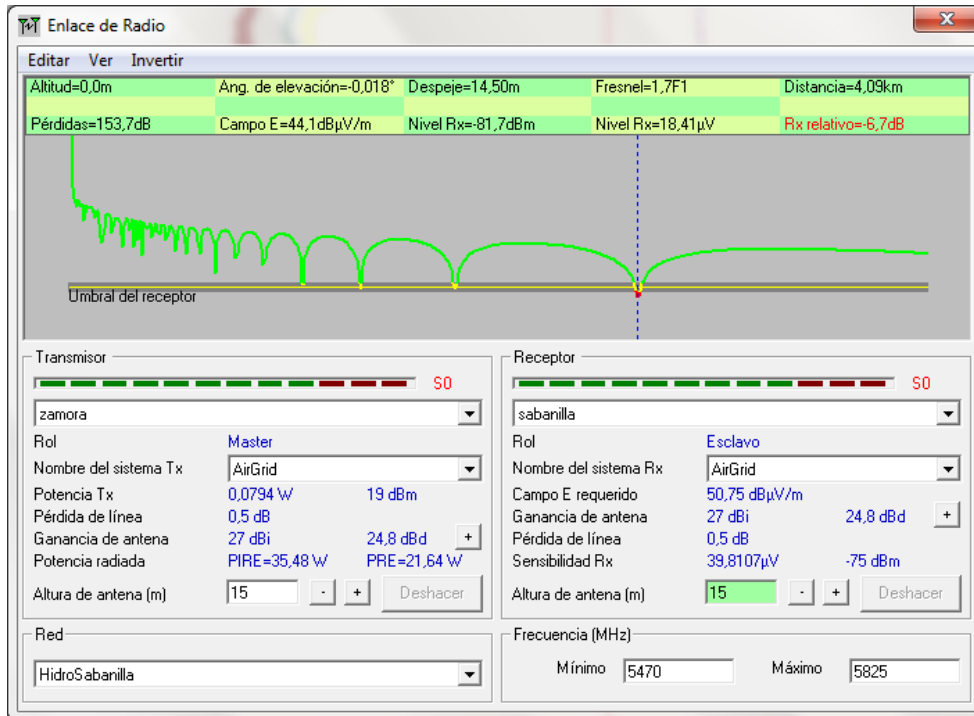 Enlace de Radio
Editar Ver Invertir
Altitud=0,0m Ang. de elevación=-0,018° Despeje=14,50m Fresnel=1,7F1 Distancia=4,09km
Pérdidas=153,7dB Campo E=44,1dBµV/m Nivel Rx=-81,7dBm Nivel Rx=18,41µV Rx relativo=-6,7dB
Umbral del receptor
Transmisor
S0
zamora
Rol Master
Nombre del sistema Tx AirGrid
Potencia Tx 0,0794 W 19 dBm
Pérdida de línea 0,5 dB
Ganancia de antena 27 dBi 24,8 dBd +
Potencia radiada PIRE=35,48 W PRE=21,64 W
Altura de antena (m) 15 - + Deshacer
Red
HidroSabanilla
Receptor
S0
sabanilla
Rol Esclavo
Nombre del sistema Rx AirGrid
Campo E requerido 50,75 dBµV/m
Ganancia de antena 27 dBi 24,8 dBd +
Pérdida de línea 0,5 dB
Sensibilidad Rx 39,8107µV -75 dBm
Altura de antena (m) 15 - + Deshacer
Frecuencia (MHz)
Mínimo 5470 Máximo 5825